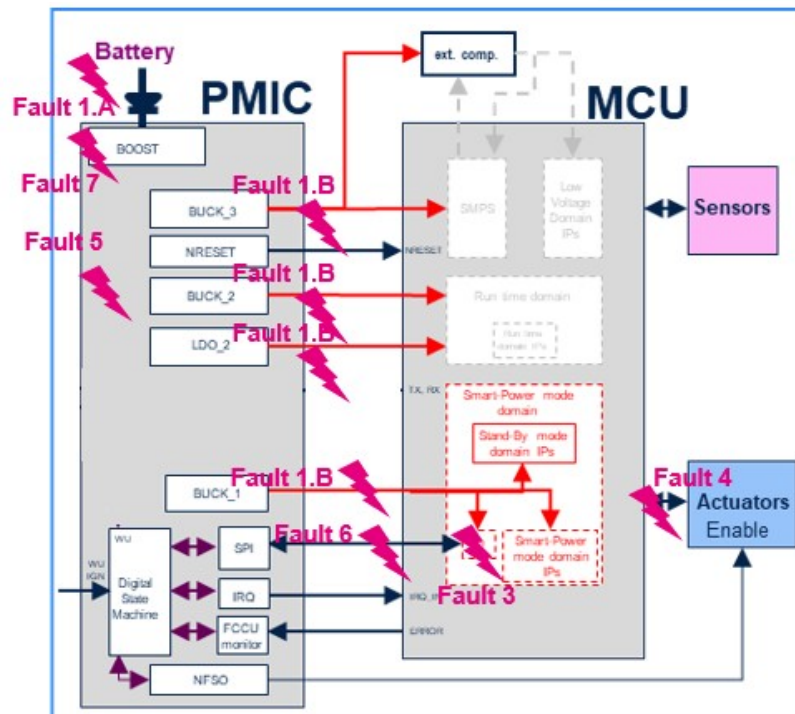 Battery
ext. comp.
PMIC
MCU
Fault 1.A
BOOST
Fault 7
Fault 1.B
BUCK_3
SMPS
Low
Voltage
Domain
IPs
Sensors
Fault 5
NRESET
NRESET
Fault 1.B
BUCK_2
Run time domain
Fault 1.B
LDO_2
Run time
domain IPs
TX, RX
Smart-Power mode
domain
Stand-By mode
domain IPs
Fault 1.B
BUCK_1
Fault 4
Actuators
Enable
WU
WU
IGN
Digital
State
Machine
SPI
Fault 6
Smart-Power
mode domain
IPs
Fault 3
IRQ
FCCU
monitor
ERROR
NFSO